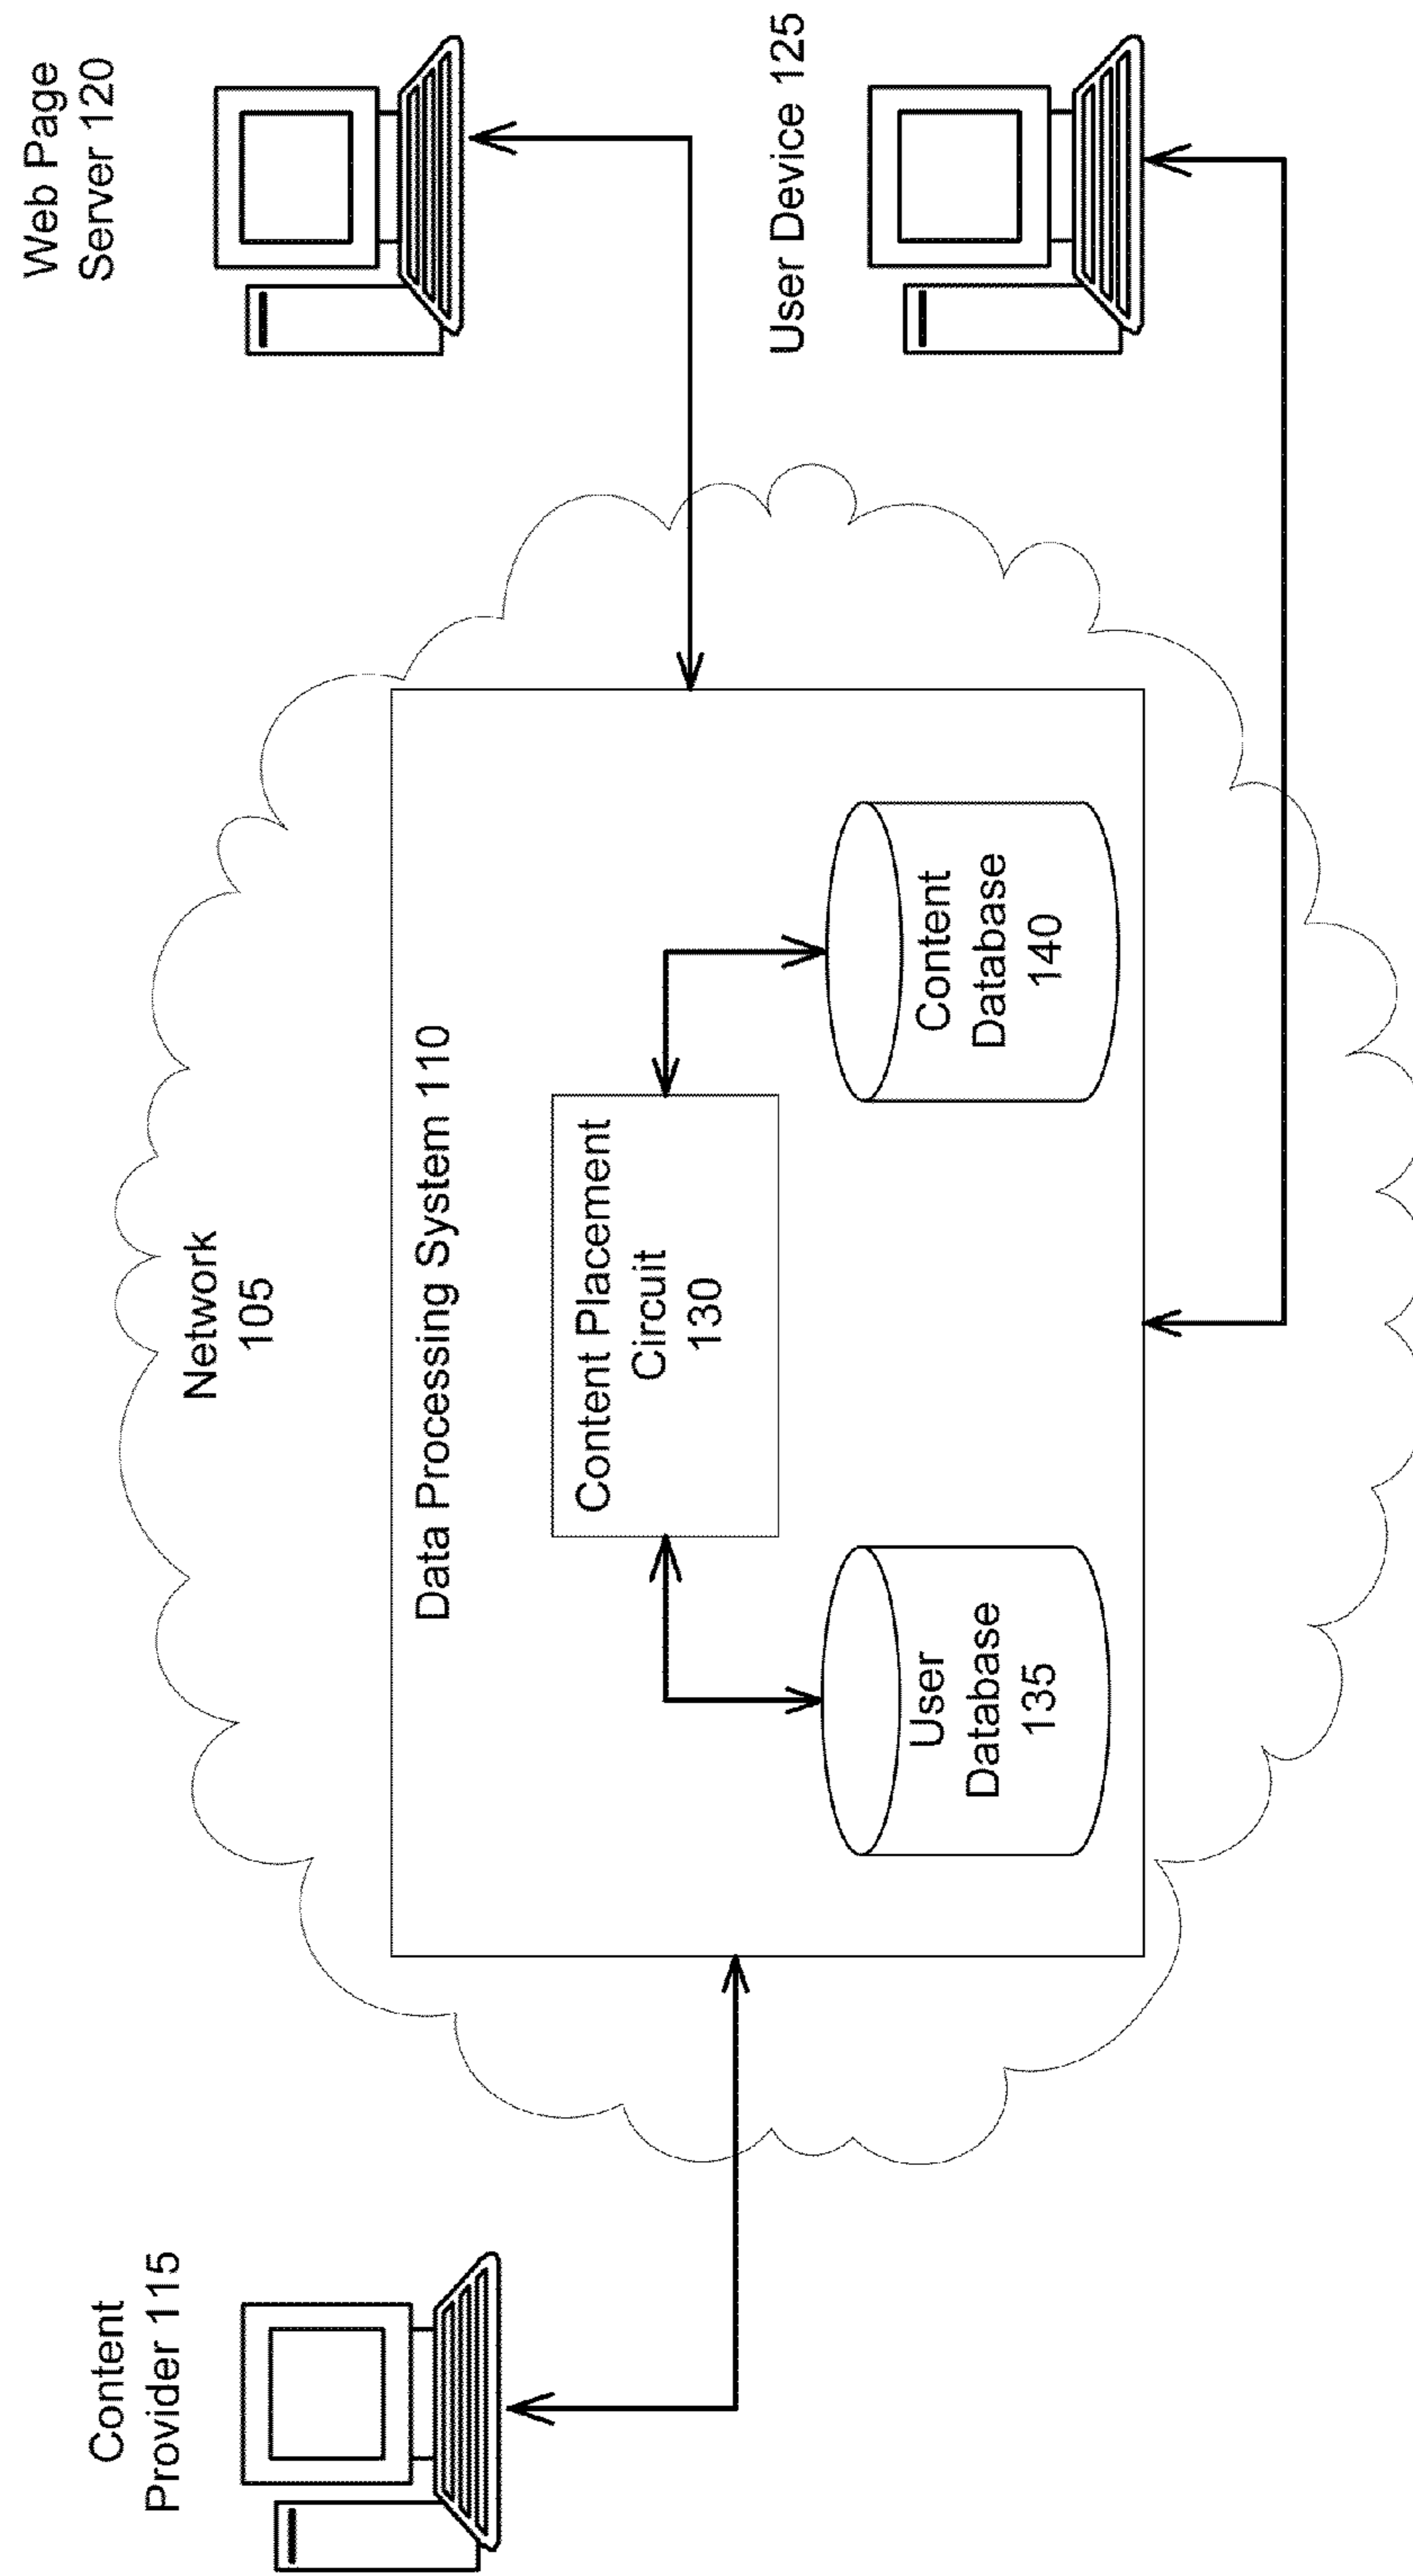 Content
Provider 115
Network
105
Web Page
Server 120
Data Processing System 110
Content Placement
Circuit
130
User
Database
135
Content
Database
140
User Device 125